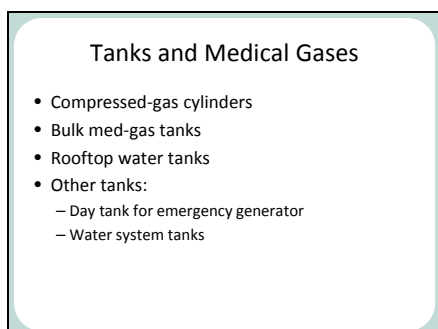 Tanks and Medical Gases
• Compressed-gas cylinders
• Bulk med-gas tanks
• Rooftop water tanks
• Other tanks:
– Day tank for emergency generator
– Water system tanks